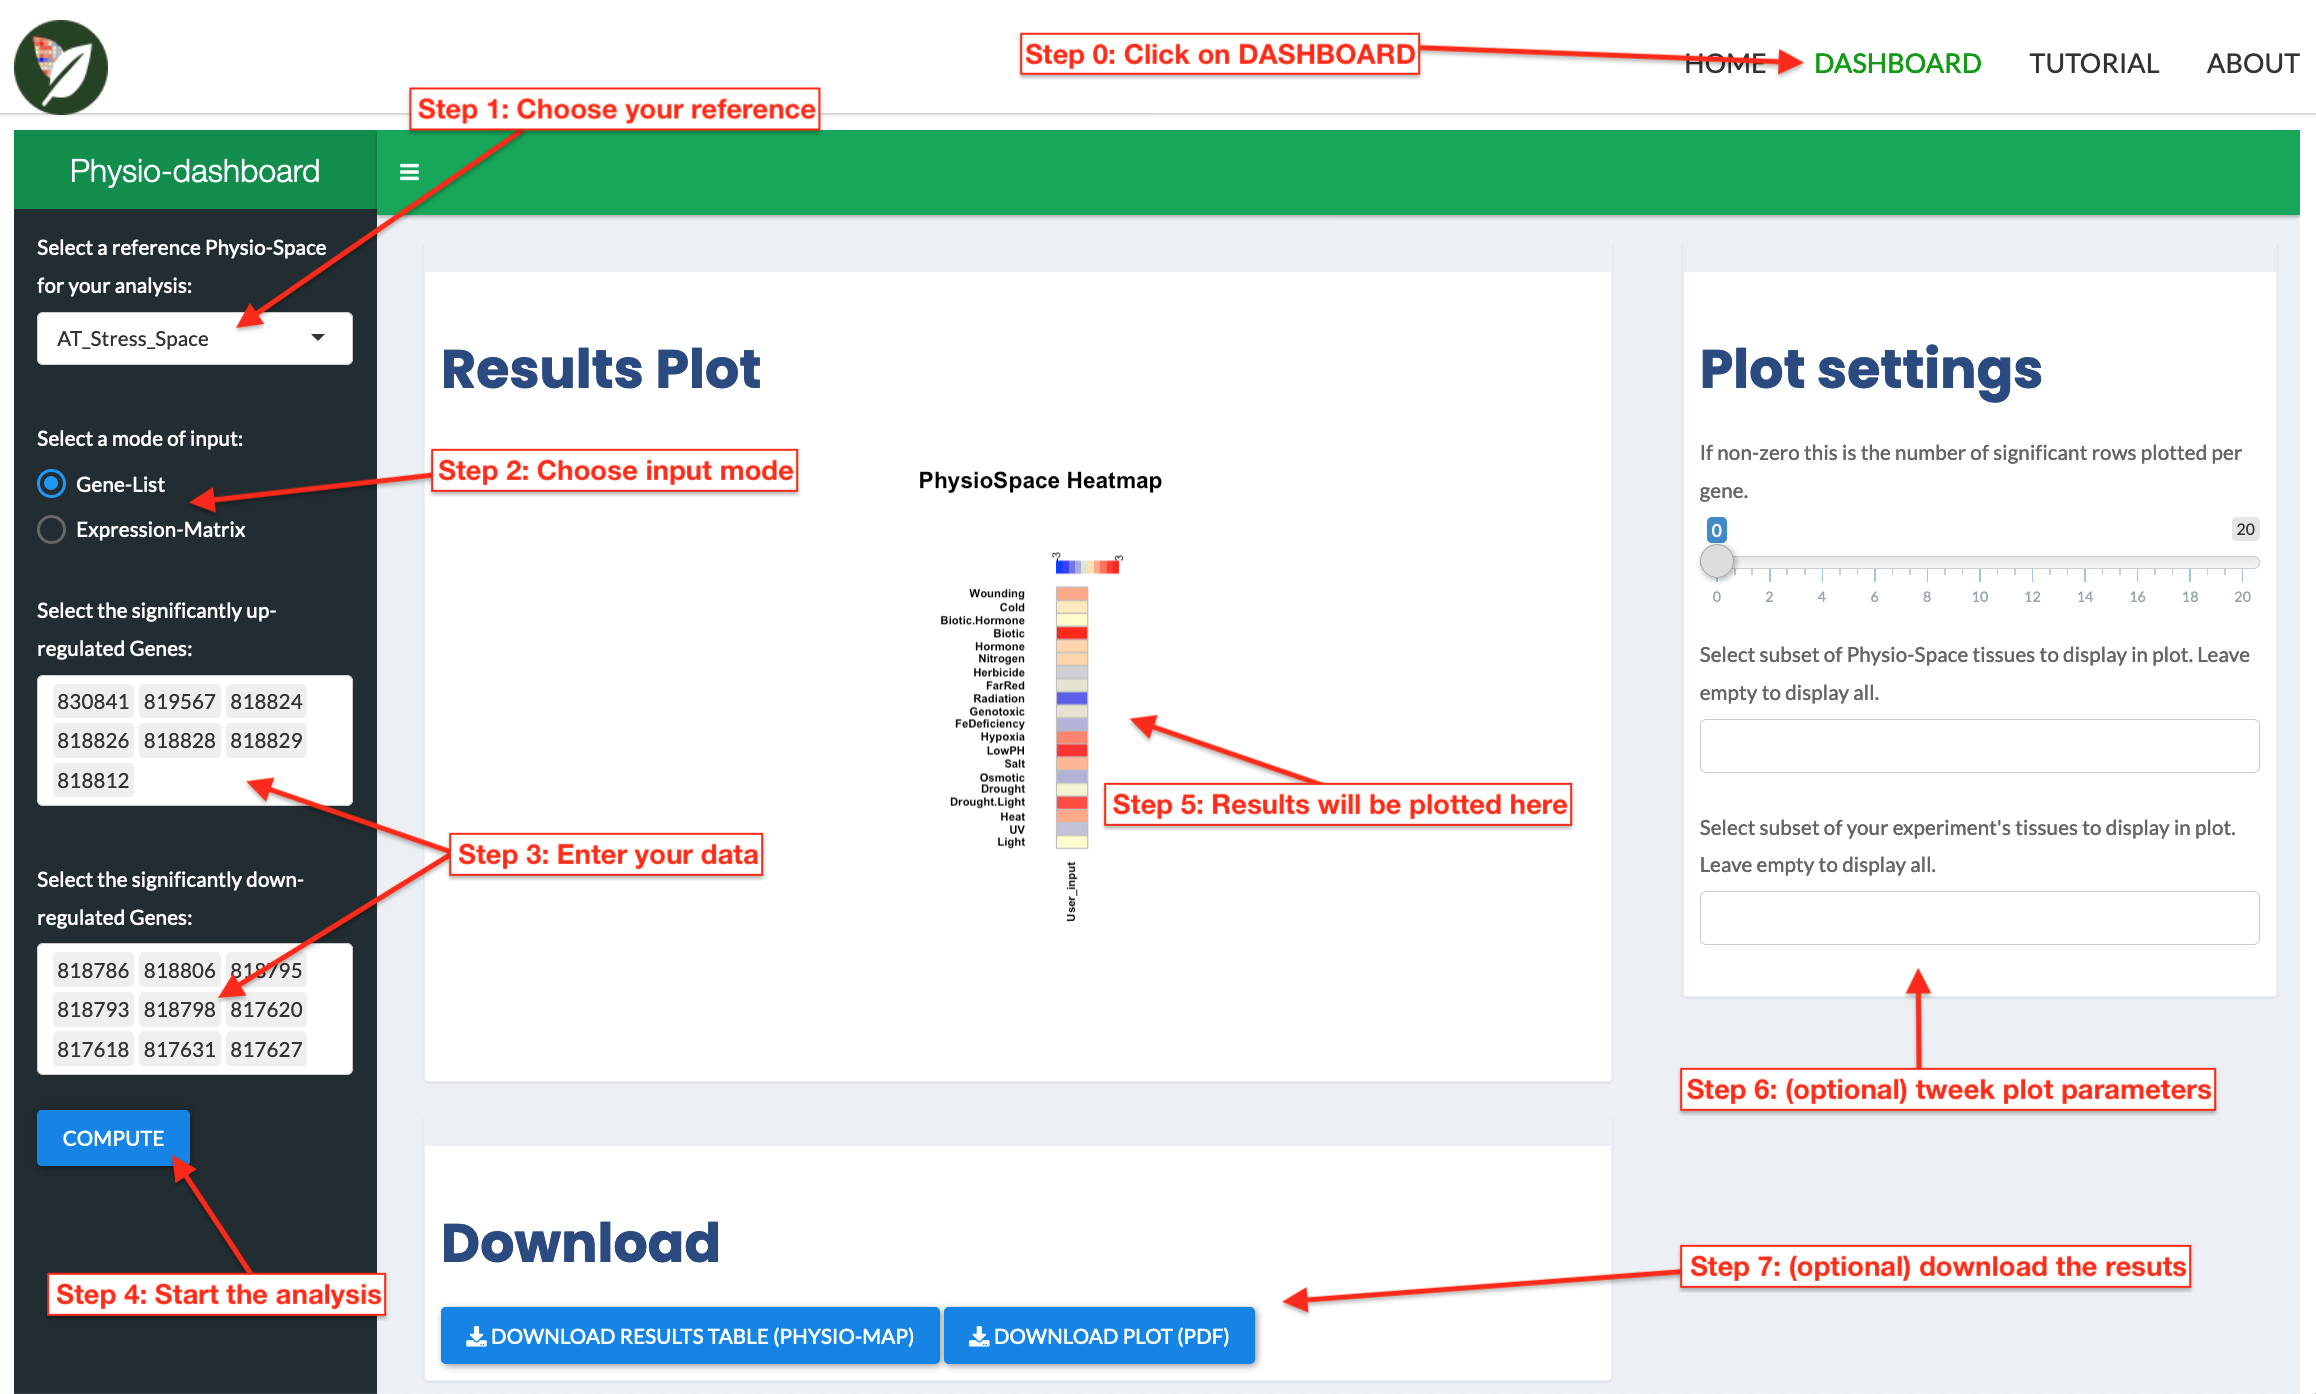 Step 0: Click on DASHBOARD
HOME DASHBOARD TUTORIAL ABOUT
Step 1: Choose your reference
Physio-dashboard
Select a reference Physio-Space
for your analysis:
AT_Stress_Space
Select a mode of input:
Gene-List
Expression-Matrix
Step 2: Choose input mode
Select the significantly up-
regulated Genes:
830841 819567 818824
818826 818828 818829
818812
Step 3: Enter your data
Select the significantly down-
regulated Genes:
818786 818806 818795
818793 818798 817620
817618 817631 817627
COMPUTE
Step 4: Start the analysis
Results Plot
PhysioSpace Heatmap
-3 3
Wounding
Cold
Biotic.Hormone
Biotic
Hormone
Nitrogen
Herbicide
FarRed
Radiation
Genotoxic
FeDeficiency
Hypoxia
LowPH
Salt
Osmotic
Drought
Drought.Light
Heat
UV
Light
User_input
Step 5: Results will be plotted here
Plot settings
If non-zero this is the number of significant rows plotted per
gene.
0 20
0 2 4 6 8 10 12 14 16 18 20
Select subset of Physio-Space tissues to display in plot. Leave
empty to display all.
Select subset of your experiment's tissues to display in plot.
Leave empty to display all.
Step 6: (optional) tweek plot parameters
Download
Step 7: (optional) download the resuts
DOWNLOAD RESULTS TABLE (PHYSIO-MAP) DOWNLOAD PLOT (PDF)